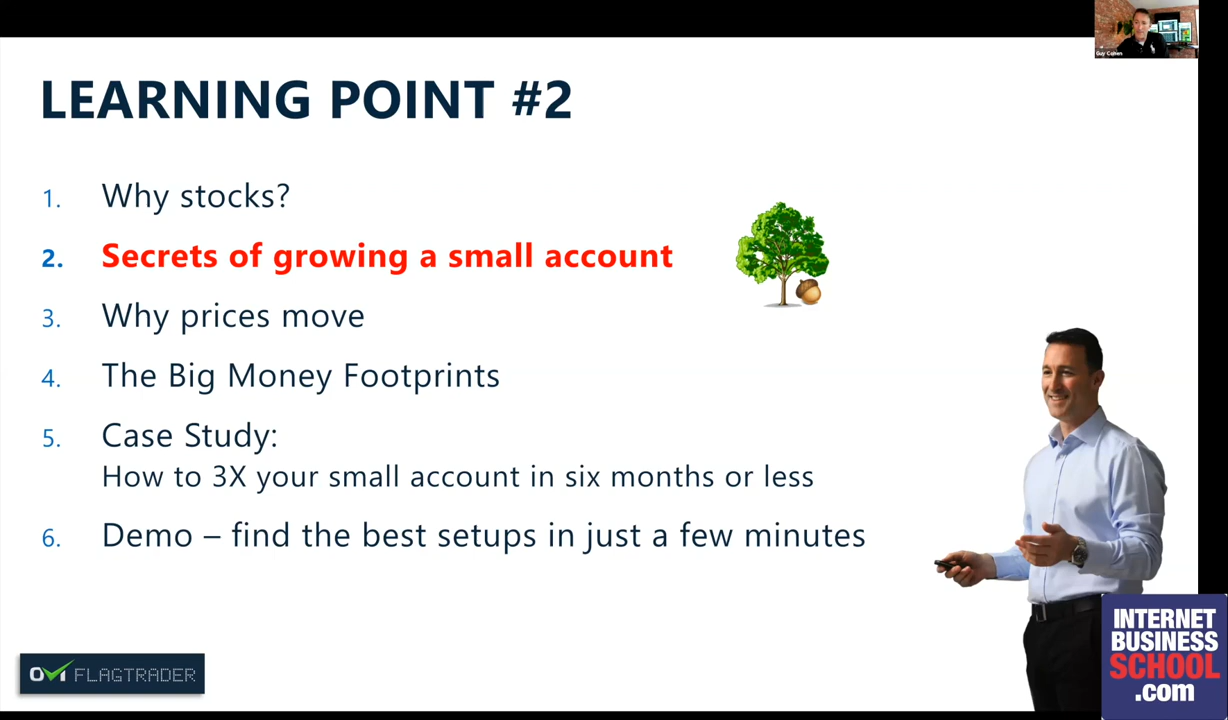 Guy Cohen
LEARNING POINT #2
1. Why stocks?
2. Secrets of growing a small account
3. Why prices move
4. The Big Money Footprints
5. Case Study:
How to 3X your small account in six months or less
6. Demo – find the best setups in just a few minutes
OVI FLAGTRADER
INTERNET
BUSINESS
SCHOOL
.com